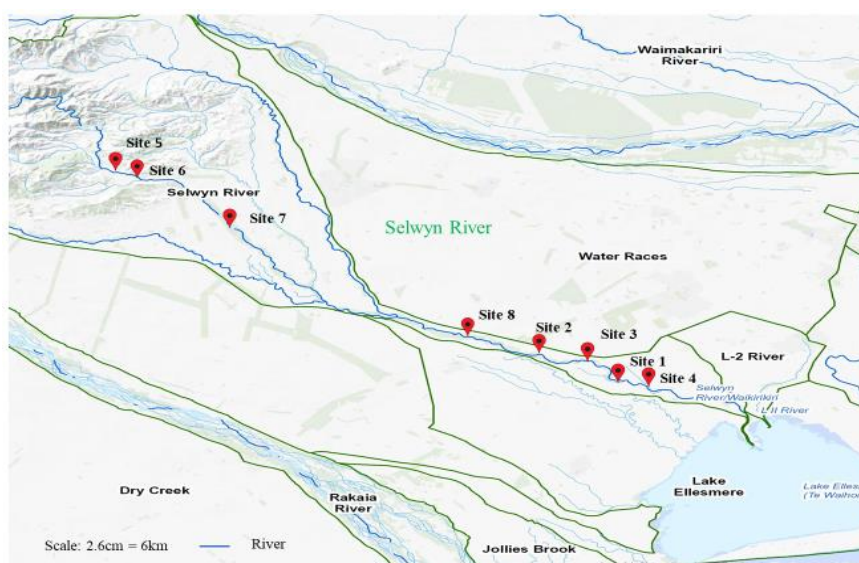 Waimakariri
River
Site 5
Site 6
Selwyn River
Site 7
Selwyn River
Water Races
Site 8
Site 2
Site 3
Site 1
L-2 River
Site 4
Selwyn
River/Waikirikiri
L II River
Lake
Ellesmere
Lake Elles
(Te Waiho
Dry Creek
Rakaia
River
Scale: 2.6cm = 6km
River
Jollies Brook